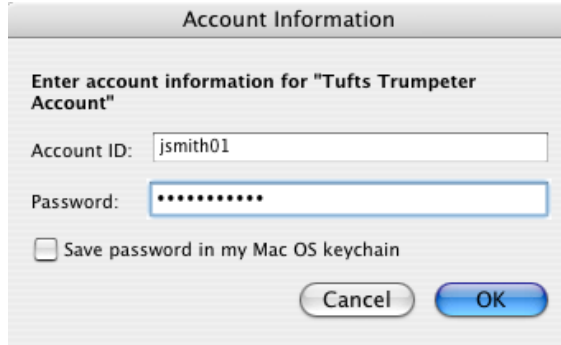 Account Information
Enter account information for "Tufts Trumpeter
Account"
Account ID: jsmith01
Password: •••••••••••
Save password in my Mac OS keychain
Cancel OK